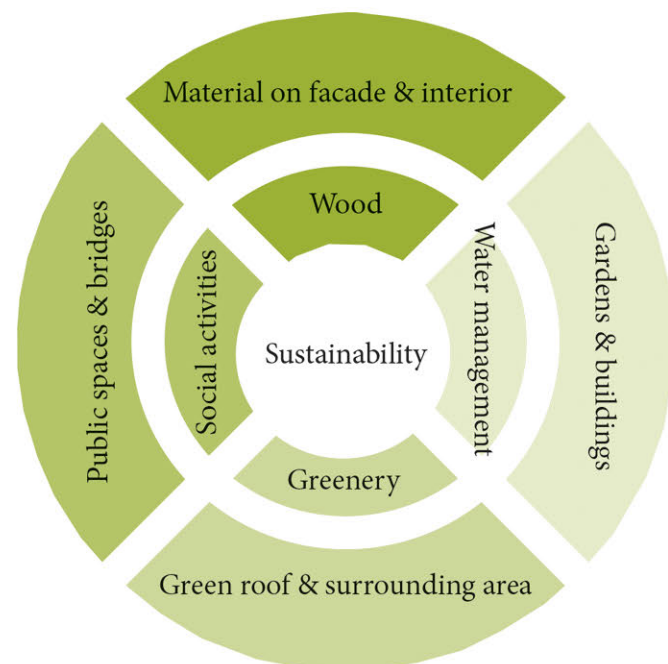 Material on facade & interior
Wood
Public spaces & bridges
Social activities
Sustainability
Water management
Gardens & buildings
Greenery
Green roof & surrounding area